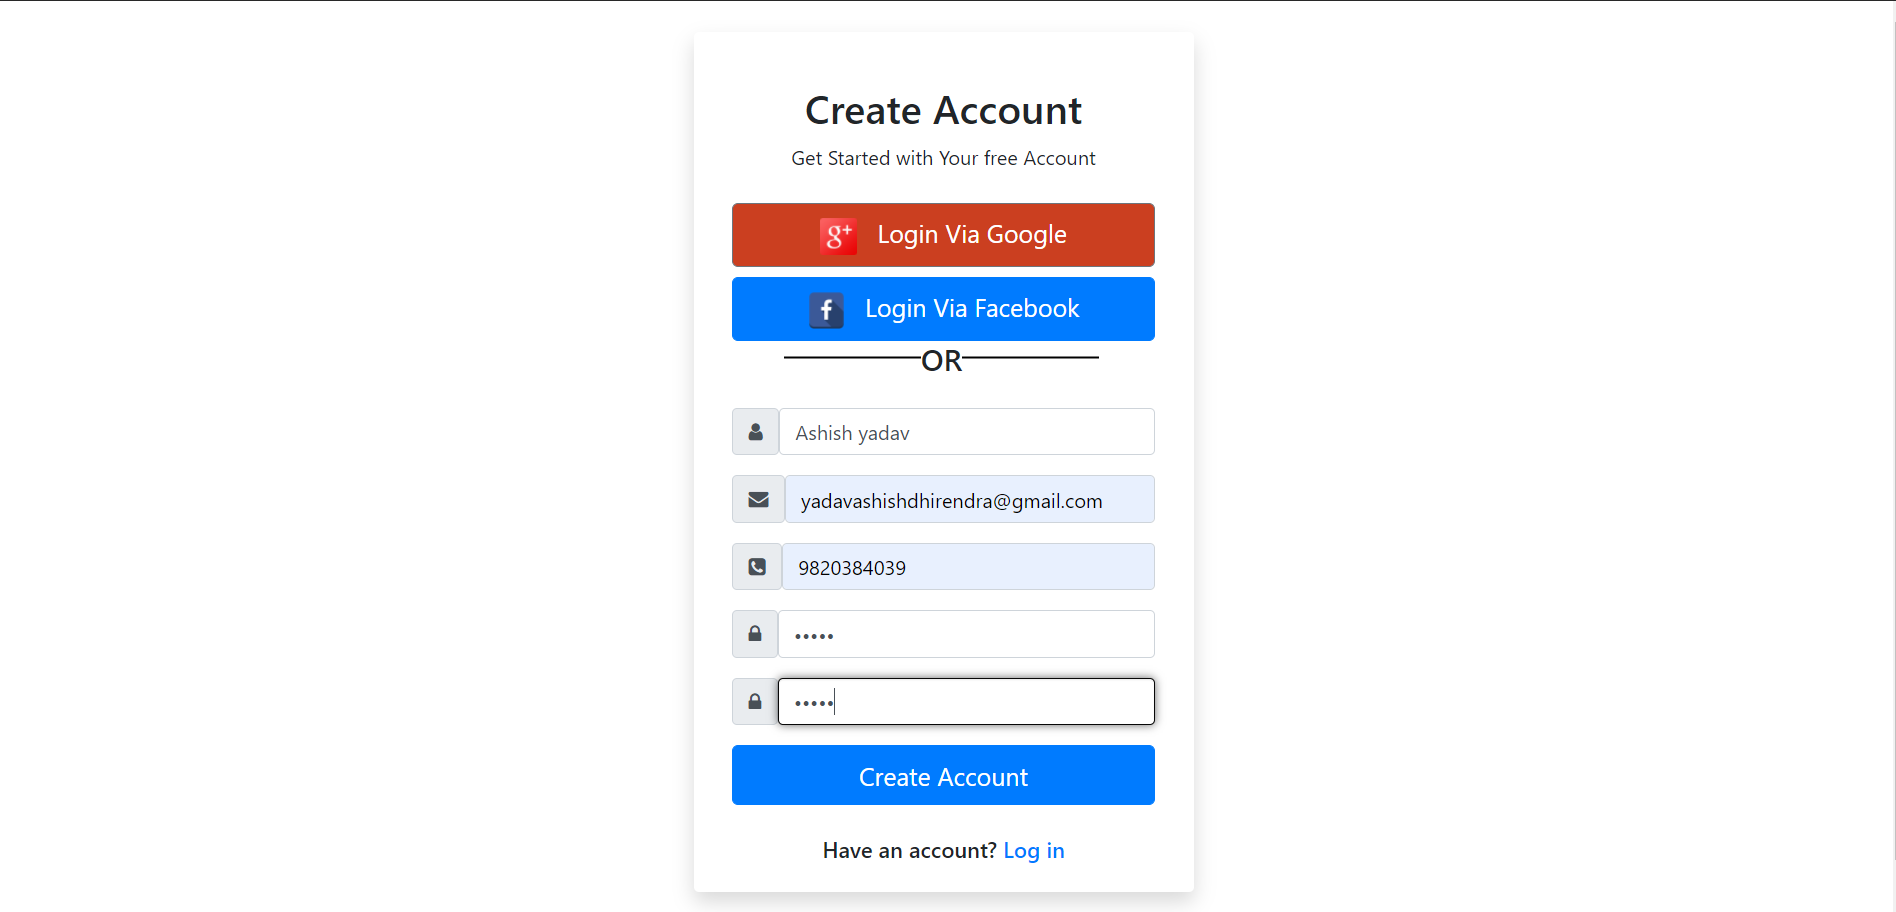 Create Account
Get Started with Your free Account
g+ Login Via Google
f Login Via Facebook
OR
Ashish yadav
yadavashishdhirendra@gmail.com
9820384039
•••••
•••••
Create Account
Have an account? Log in